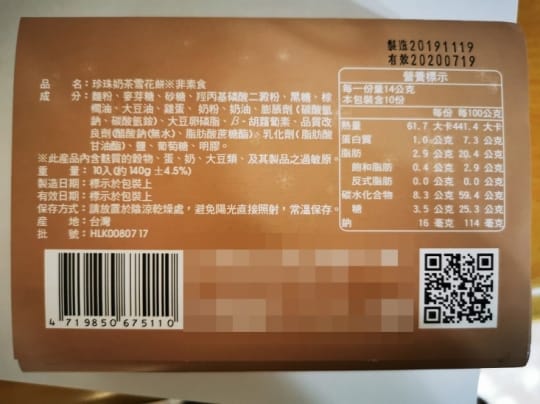 製造20191119
有效20200719
品名：珍珠奶茶雪花餅※非素食
成分：麵粉、麥芽糖、砂糖、羥丙基磷酸二澱粉、黑糖、棕
櫚油、大豆油、雞蛋、奶粉、奶油、膨脹劑(碳酸氫
鈉、碳酸氫銨)、大豆卵磷脂、β-胡蘿蔔素、品質改
良劑(醋酸鈉(無水)、脂肪酸蔗糖酯)、乳化劑(脂肪酸
甘油酯)、鹽、葡萄糖、明膠。
※此產品內含麩質的穀物、蛋、奶、大豆類、及其製品之過敏原。
重量：10入(約140g±4.5%)
製造日期：標示於包裝上
有效日期：標示於包裝上
保存方式：請放置於陰涼乾燥處，避免陽光直接照射，常溫保存。
產地：台灣
批號：HLK0080717
營養標示
每一份量14公克
本包裝含10份
每份 每100公克
熱量 61.7 大卡 441.4 大卡
蛋白質 1.0 公克 7.3 公克
脂肪 2.9 公克 20.4 公克
飽和脂肪 0.4 公克 2.9 公克
反式脂肪 0.0 公克 0.0 公克
碳水化合物 8.3 公克 59.4 公克
糖 3.5 公克 25.3 公克
鈉 16 毫克 114 毫克
4 719850 675110